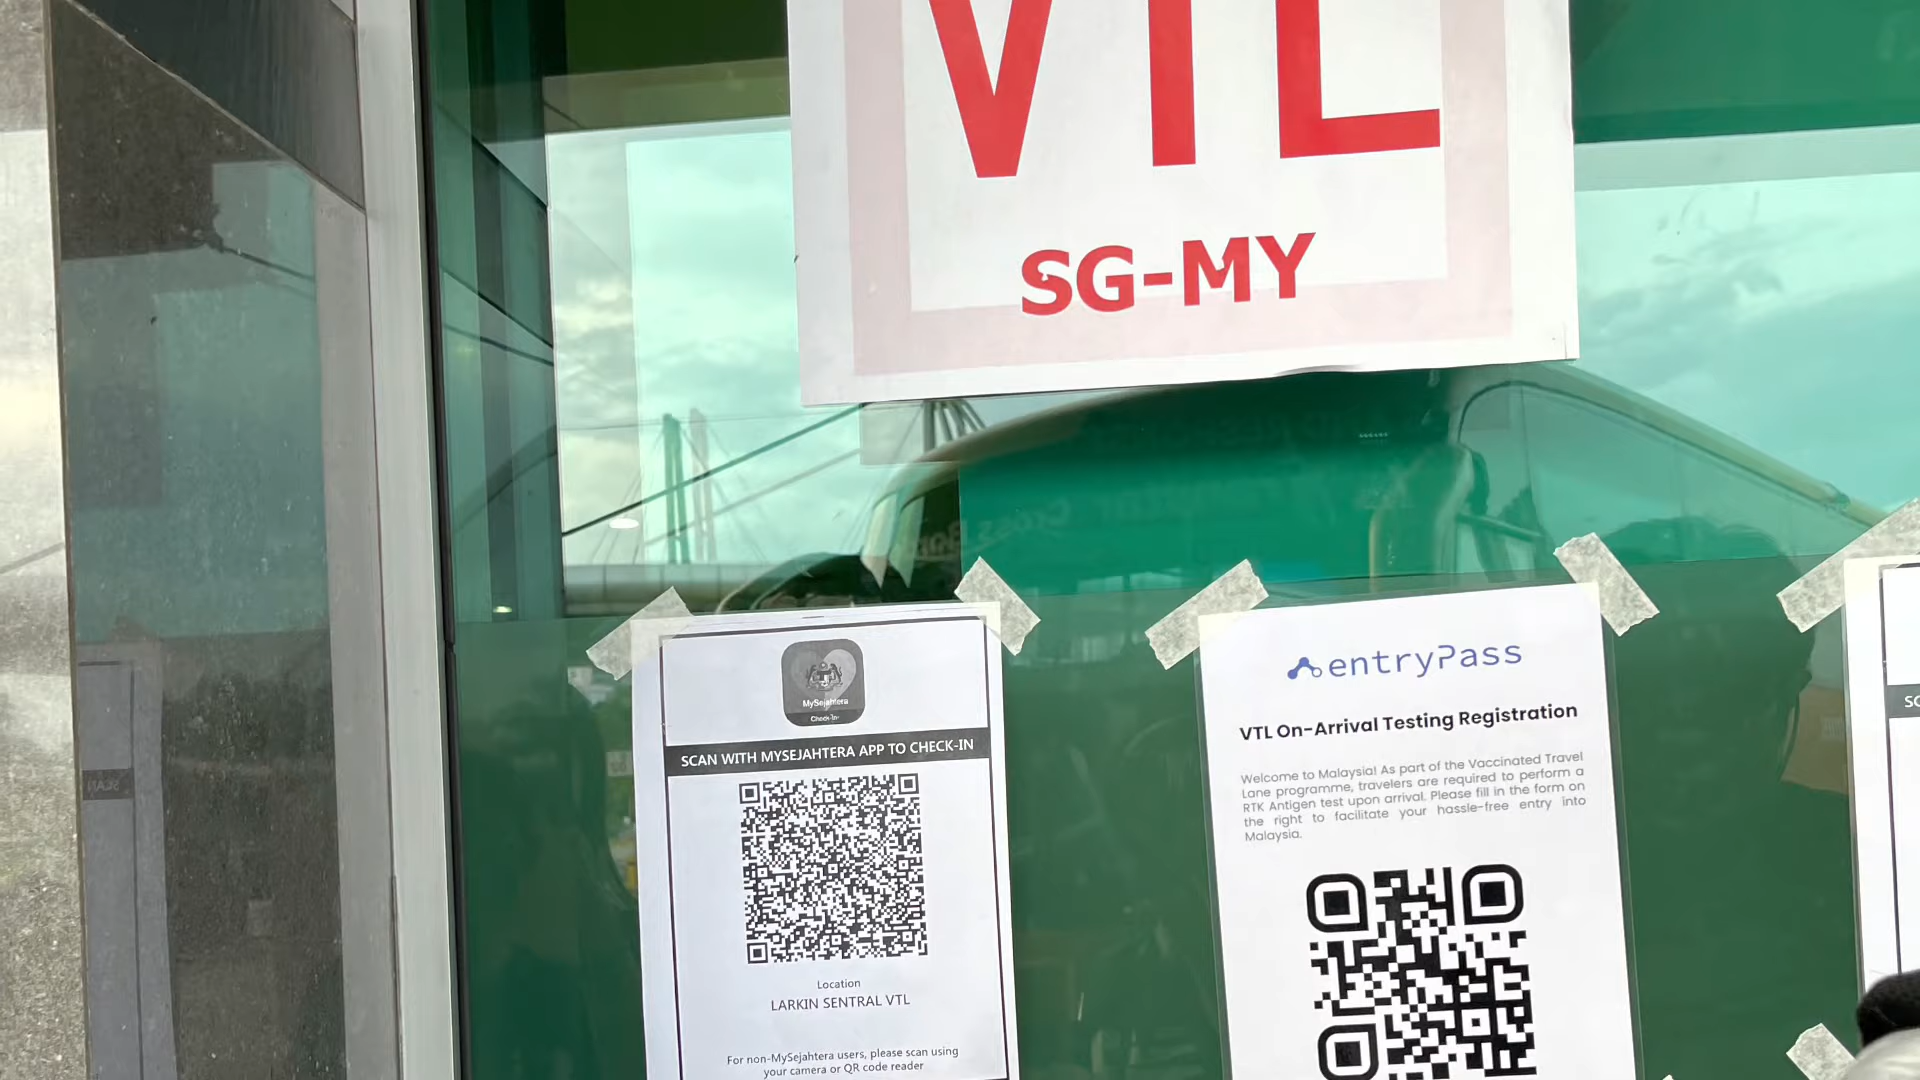 VTL
SG-MY
MySejahtera
Check-In
SCAN WITH MYSEJAHTERA APP TO CHECK-IN
Location
LARKIN SENTRAL VTL
For non-MySejahtera users, please scan using
your camera or QR code reader
entryPass
VTL On-Arrival Testing Registration
Welcome to Malaysia! As part of the Vaccinated Travel
Lane programme, travelers are required to perform a
RTK Antigen test upon arrival. Please fill in the form on
the right to facilitate your hassle-free entry into
Malaysia.
SC